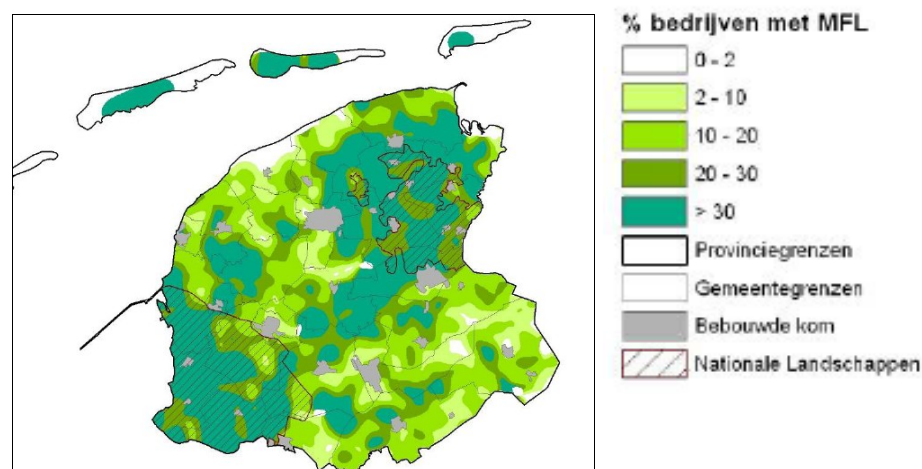 % bedrijven met MFL
0 - 2
2 - 10
10 - 20
20 - 30
> 30
Provinciegrenzen
Gemeentegrenzen
Bebouwde kom
Nationale Landschappen